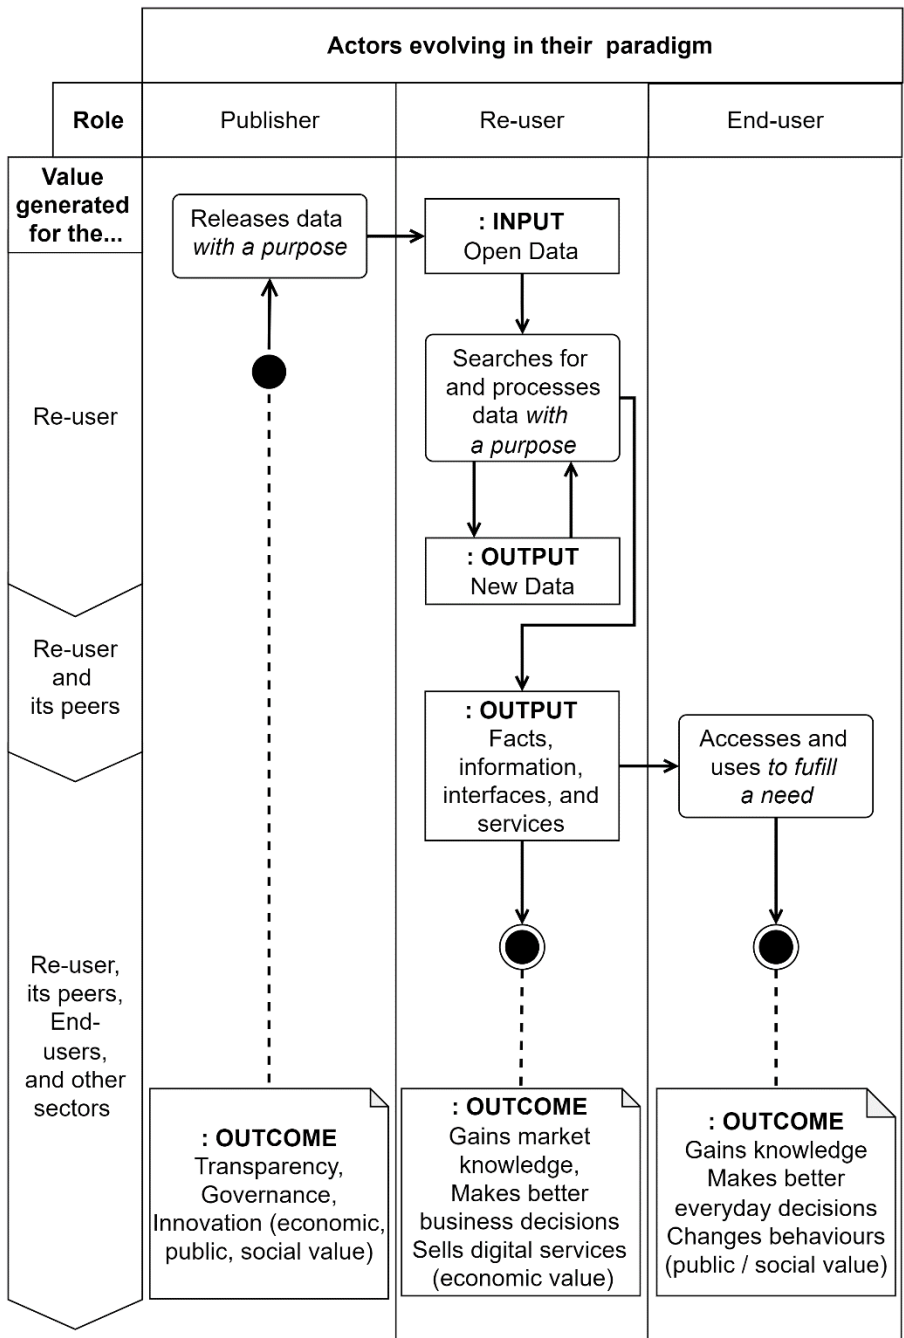 Actors evolving in their paradigm
Role
Publisher
Re-user
End-user
Value
generated
for the...
Releases data
with a purpose
: INPUT
Open Data
Searches for
and processes
data with
a purpose
Re-user
: OUTPUT
New Data
Re-user
and
its peers
: OUTPUT
Facts,
information,
interfaces, and
services
Accesses and
uses to fufill
a need
Re-user,
its peers,
End-
users,
and other
sectors
: OUTCOME
Transparency,
Governance,
Innovation (economic,
public, social value)
: OUTCOME
Gains market
knowledge,
Makes better
business decisions
Sells digital services
(economic value)
: OUTCOME
Gains knowledge
Makes better
everyday decisions
Changes behaviours
(public / social value)